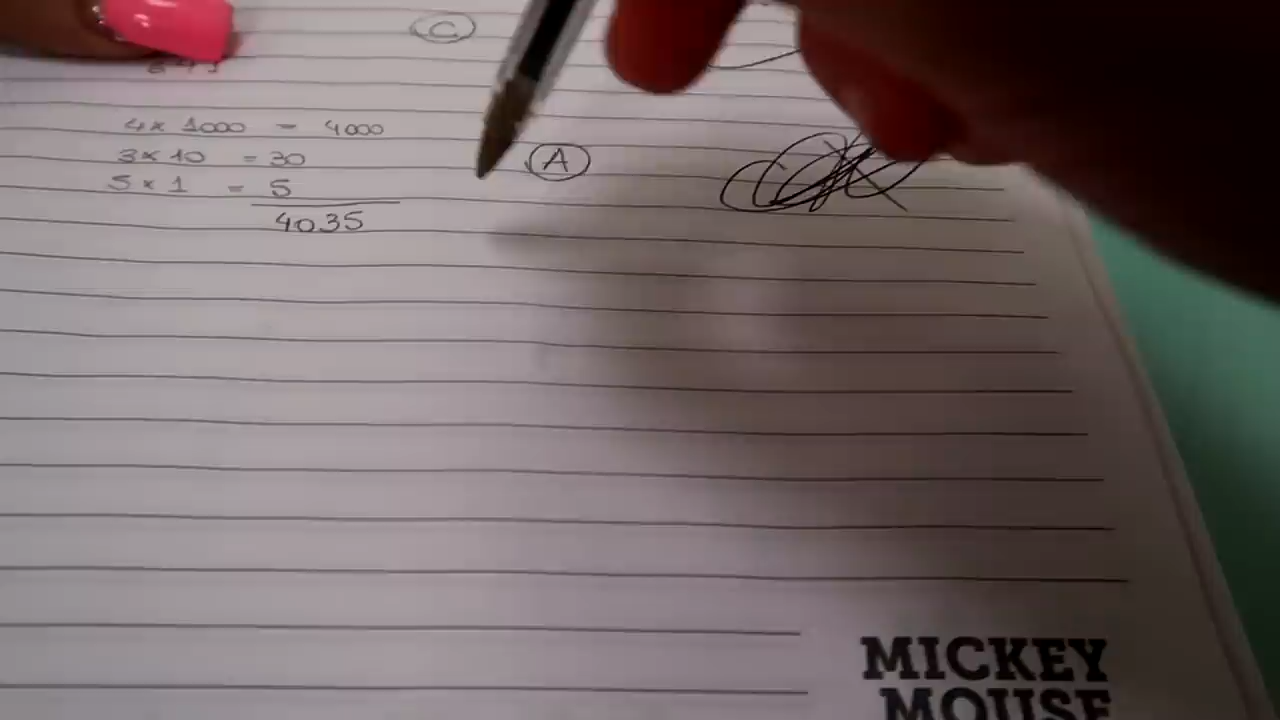 C
4 x 1000 = 4000
3 x 10 = 30
A
5 x 1 = 5
4035
MICKEY
MOUSE